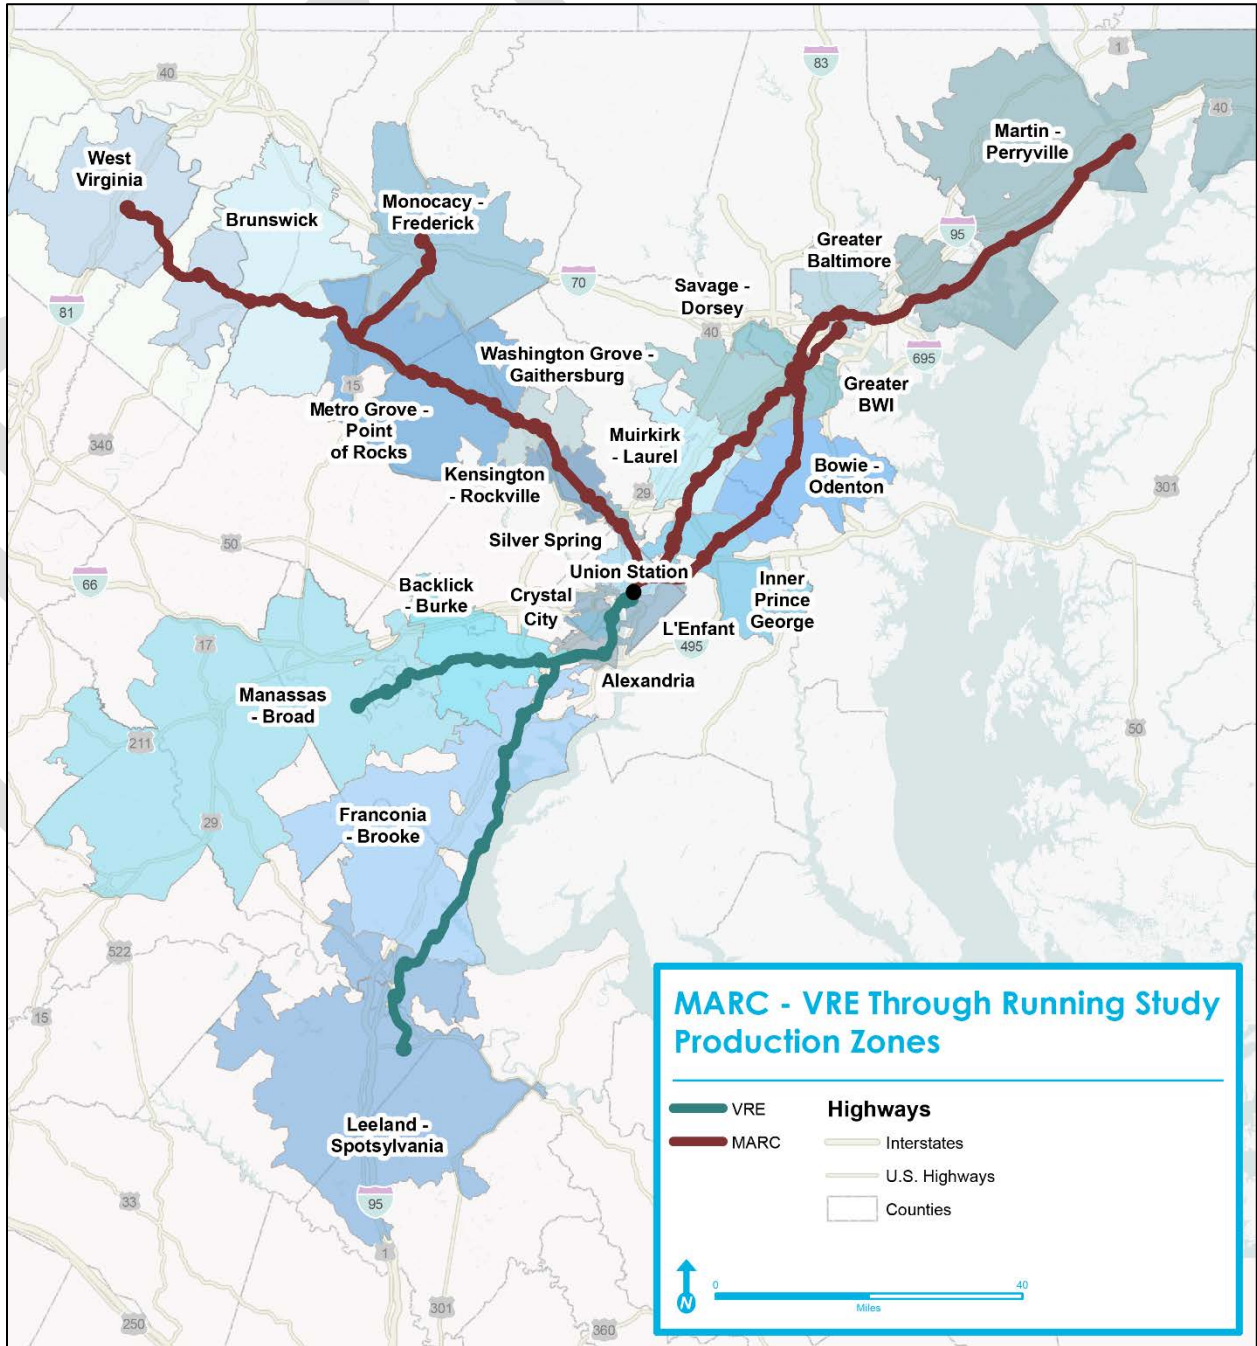 1
83
40
40
Martin -
Perryville
West
Virginia
Monocacy -
Frederick
Brunswick
95
Greater
Baltimore
81
70
Savage -
Dorsey
40
695
Washington Grove -
Gaithersburg
15
Greater
BWI
Metro Grove -
Point
of Rocks
340
Muirkirk
- Laurel
Kensington
- Rockville
Bowie -
Odenton
29
301
50
Silver Spring
66
Union Station
Backlick
- Burke
Crystal
City
Inner
Prince
George
L'Enfant
495
17
Alexandria
Manassas
- Broad
211
50
29
Franconia
- Brooke
522
15
Leeland -
Spotsylvania
95
33
1
301
250
360
MARC - VRE Through Running Study
Production Zones
VRE
MARC
Highways
Interstates
U.S. Highways
Counties
N
0
40
Miles